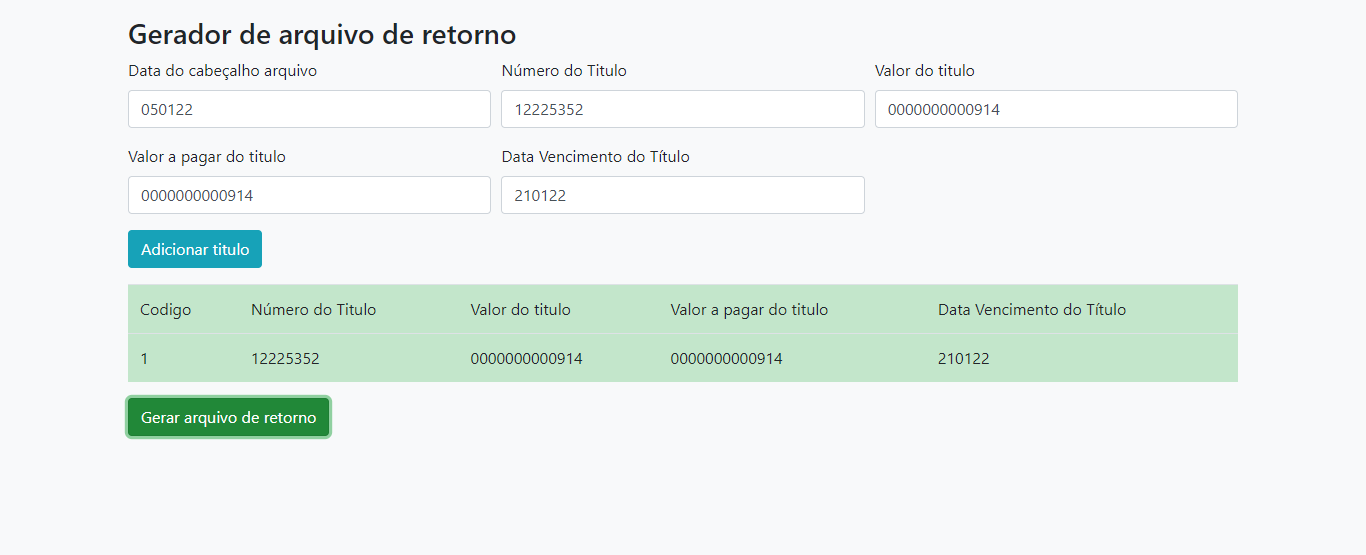 Gerador de arquivo de retorno
Data do cabeçalho arquivo Número do Titulo Valor do titulo
050122 12225352 0000000000914
Valor a pagar do titulo Data Vencimento do Título
0000000000914 210122
Adicionar titulo
Codigo Número do Titulo Valor do titulo Valor a pagar do titulo Data Vencimento do Título
1 12225352 0000000000914 0000000000914 210122
Gerar arquivo de retorno